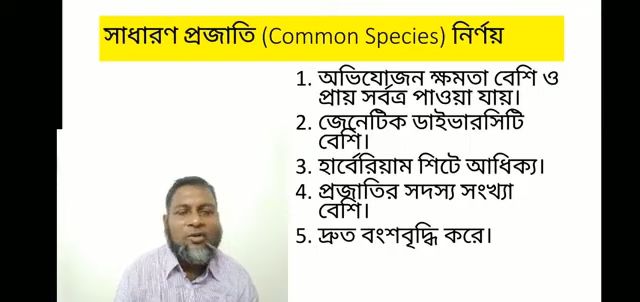 সাধারণ প্রজাতি (Common Species) নির্ণয়
1. অভিযোজন ক্ষমতা বেশি ও
প্রায় সর্বত্র পাওয়া যায়।
2. জেনেটিক ডাইভারসিটি
বেশি।
3. হার্বেরিয়াম শিটে আধিক্য।
4. প্রজাতির সদস্য সংখ্যা
বেশি।
5. দ্রুত বংশবৃদ্ধি করে।